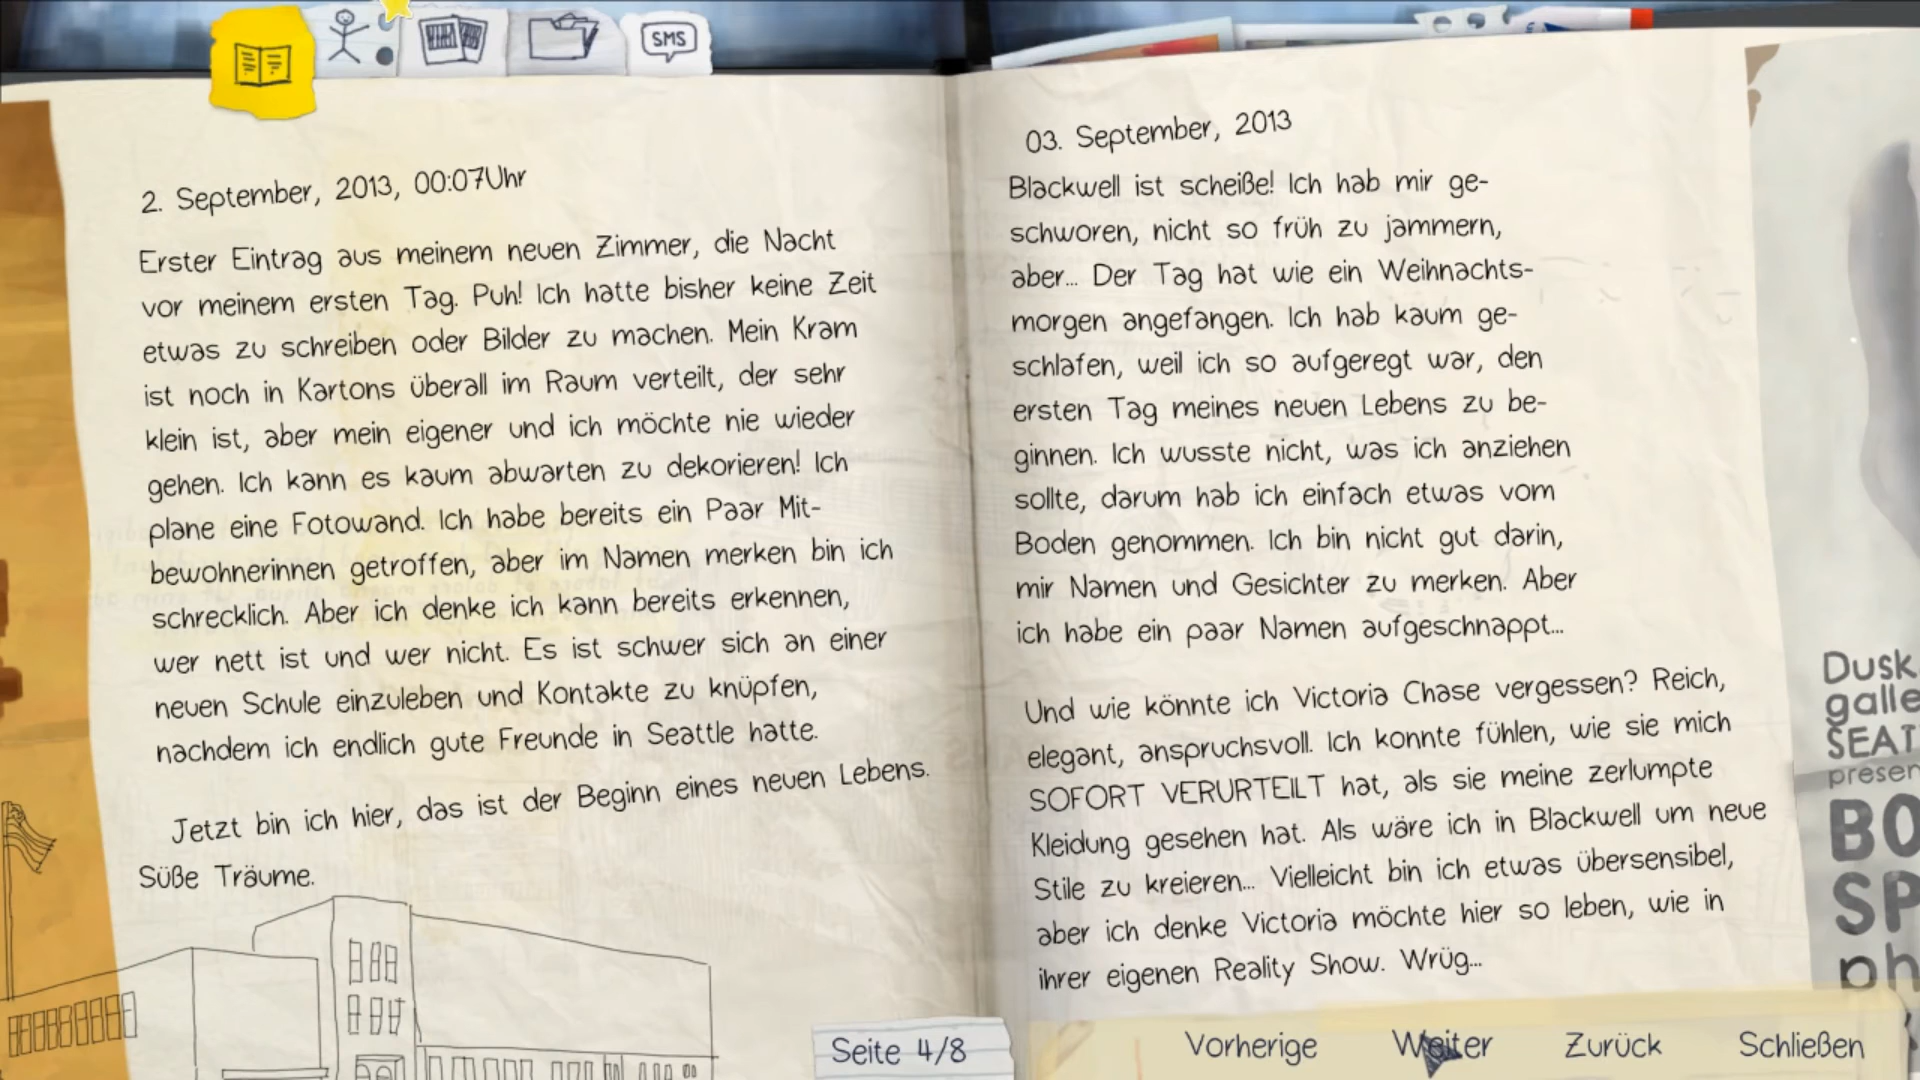 SMS
2. September, 2013, 00:07Uhr
Erster Eintrag aus meinem neuen Zimmer, die Nacht
vor meinem ersten Tag. Puh! Ich hatte bisher keine Zeit
etwas zu schreiben oder Bilder zu machen. Mein Kram
ist noch in Kartons überall im Raum verteilt, der sehr
klein ist, aber mein eigener und ich möchte nie wieder
gehen. Ich kann es kaum abwarten zu dekorieren! Ich
plane eine Fotowand. Ich habe bereits ein Paar Mit-
bewohnerinnen getroffen, aber im Namen merken bin ich
schrecklich. Aber ich denke ich kann bereits erkennen,
wer nett ist und wer nicht. Es ist schwer sich an einer
neuen Schule einzuleben und Kontakte zu knüpfen,
nachdem ich endlich gute Freunde in Seattle hatte.
Jetzt bin ich hier, das ist der Beginn eines neuen Lebens.
Süße Träume.
03. September, 2013
Blackwell ist scheiße! Ich hab mir ge-
schworen, nicht so früh zu jammern,
aber... Der Tag hat wie ein Weihnachts-
morgen angefangen. Ich hab kaum ge-
schlafen, weil ich so aufgeregt war, den
ersten Tag meines neuen Lebens zu be-
ginnen. Ich wusste nicht, was ich anziehen
sollte, darum hab ich einfach etwas vom
Boden genommen. Ich bin nicht gut darin,
mir Namen und Gesichter zu merken. Aber
ich habe ein paar Namen aufgeschnappt...
Und wie könnte ich Victoria Chase vergessen? Reich,
elegant, anspruchsvoll. Ich konnte fühlen, wie sie mich
SOFORT VERURTEILT hat, als sie meine zerlumpte
Kleidung gesehen hat. Als wäre ich in Blackwell um neue
Stile zu kreieren... Vielleicht bin ich etwas übersensibel,
aber ich denke Victoria möchte hier so leben, wie in
ihrer eigenen Reality Show. Wrüg...
Dusk
galle
SEAT
presen
BO
SP
ph
Seite 4/8
Vorherige Weiter Zurück Schließen